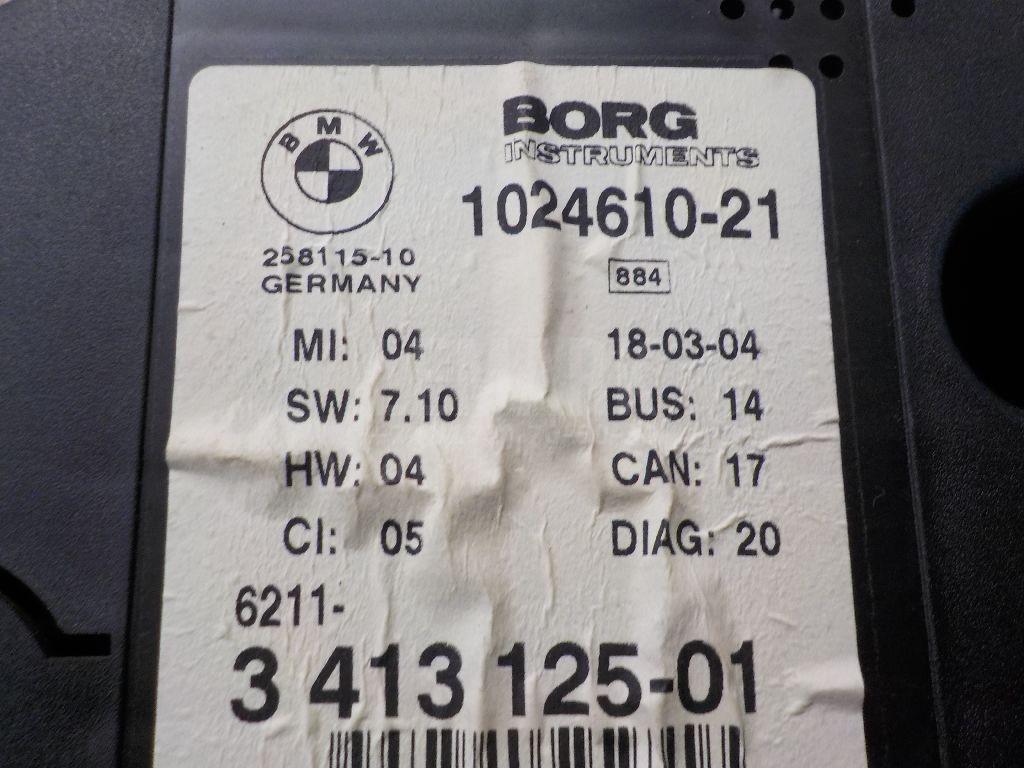 BMW
BORG
INSTRUMENTS
1024610-21
258115-10
GERMANY
884
MI: 04
18-03-04
SW: 7.10
BUS: 14
HW: 04
CAN: 17
CI: 05
DIAG: 20
6211-
3 413 125-01